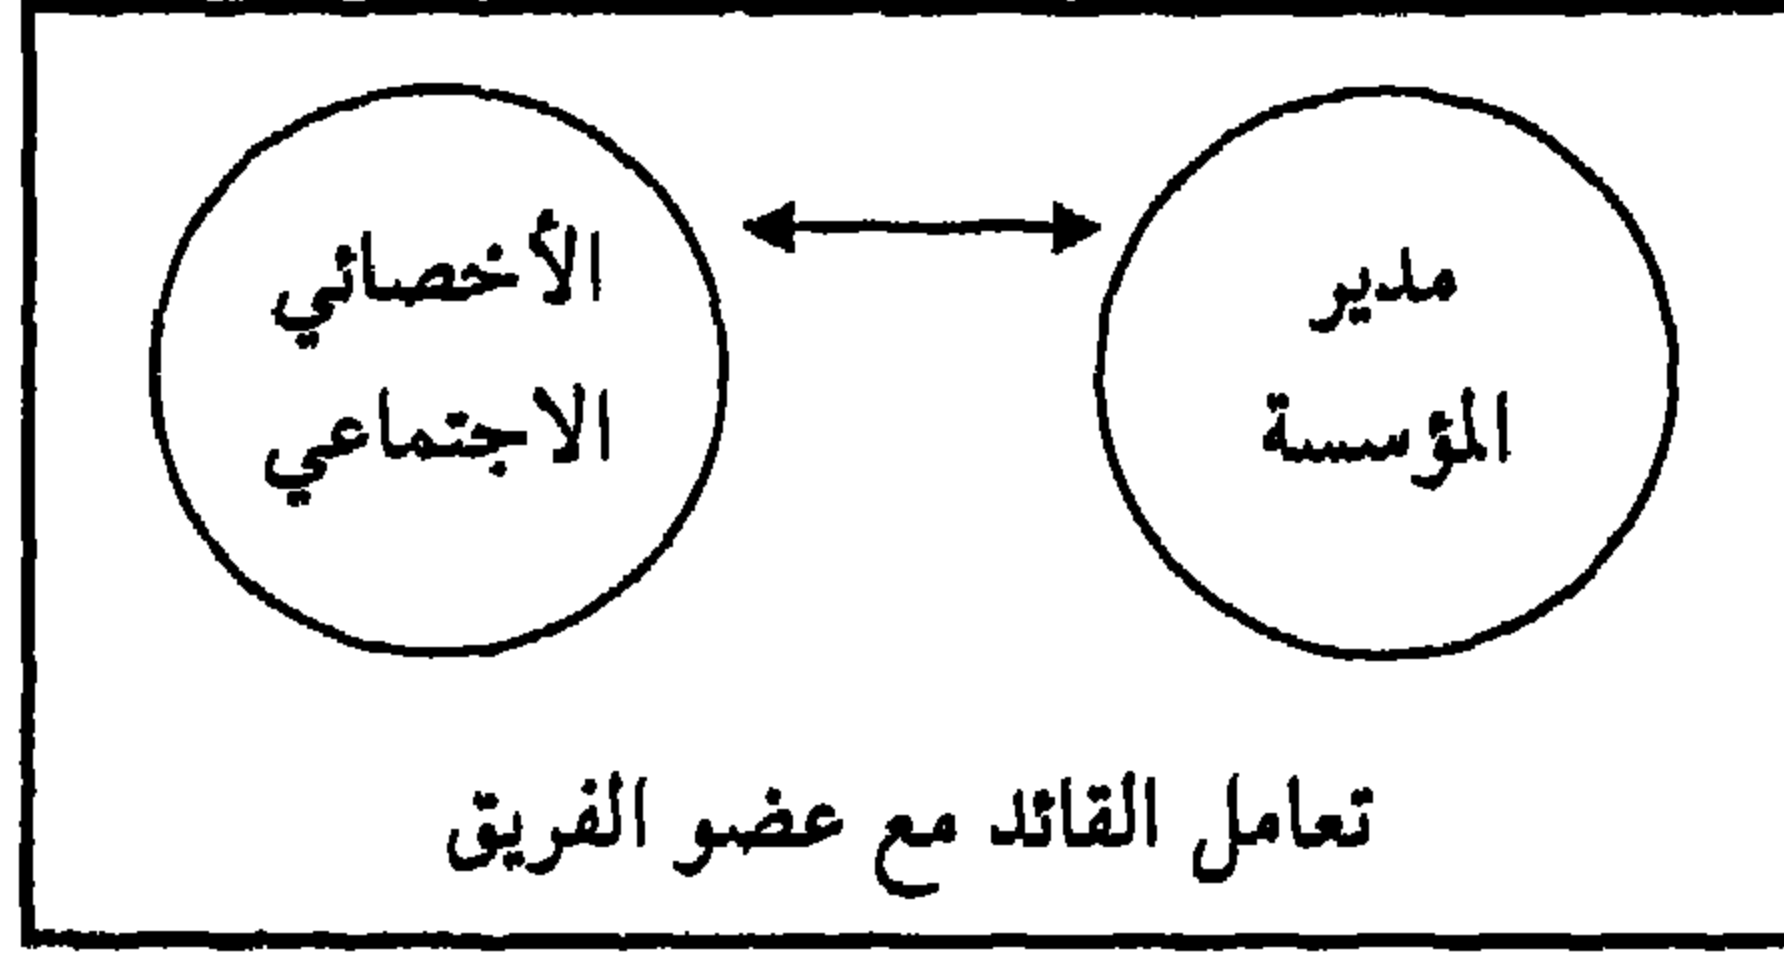 مدير
المؤسسة
الأخصائي
الاجتماعي
تعامل القائد مع عضو الفريق